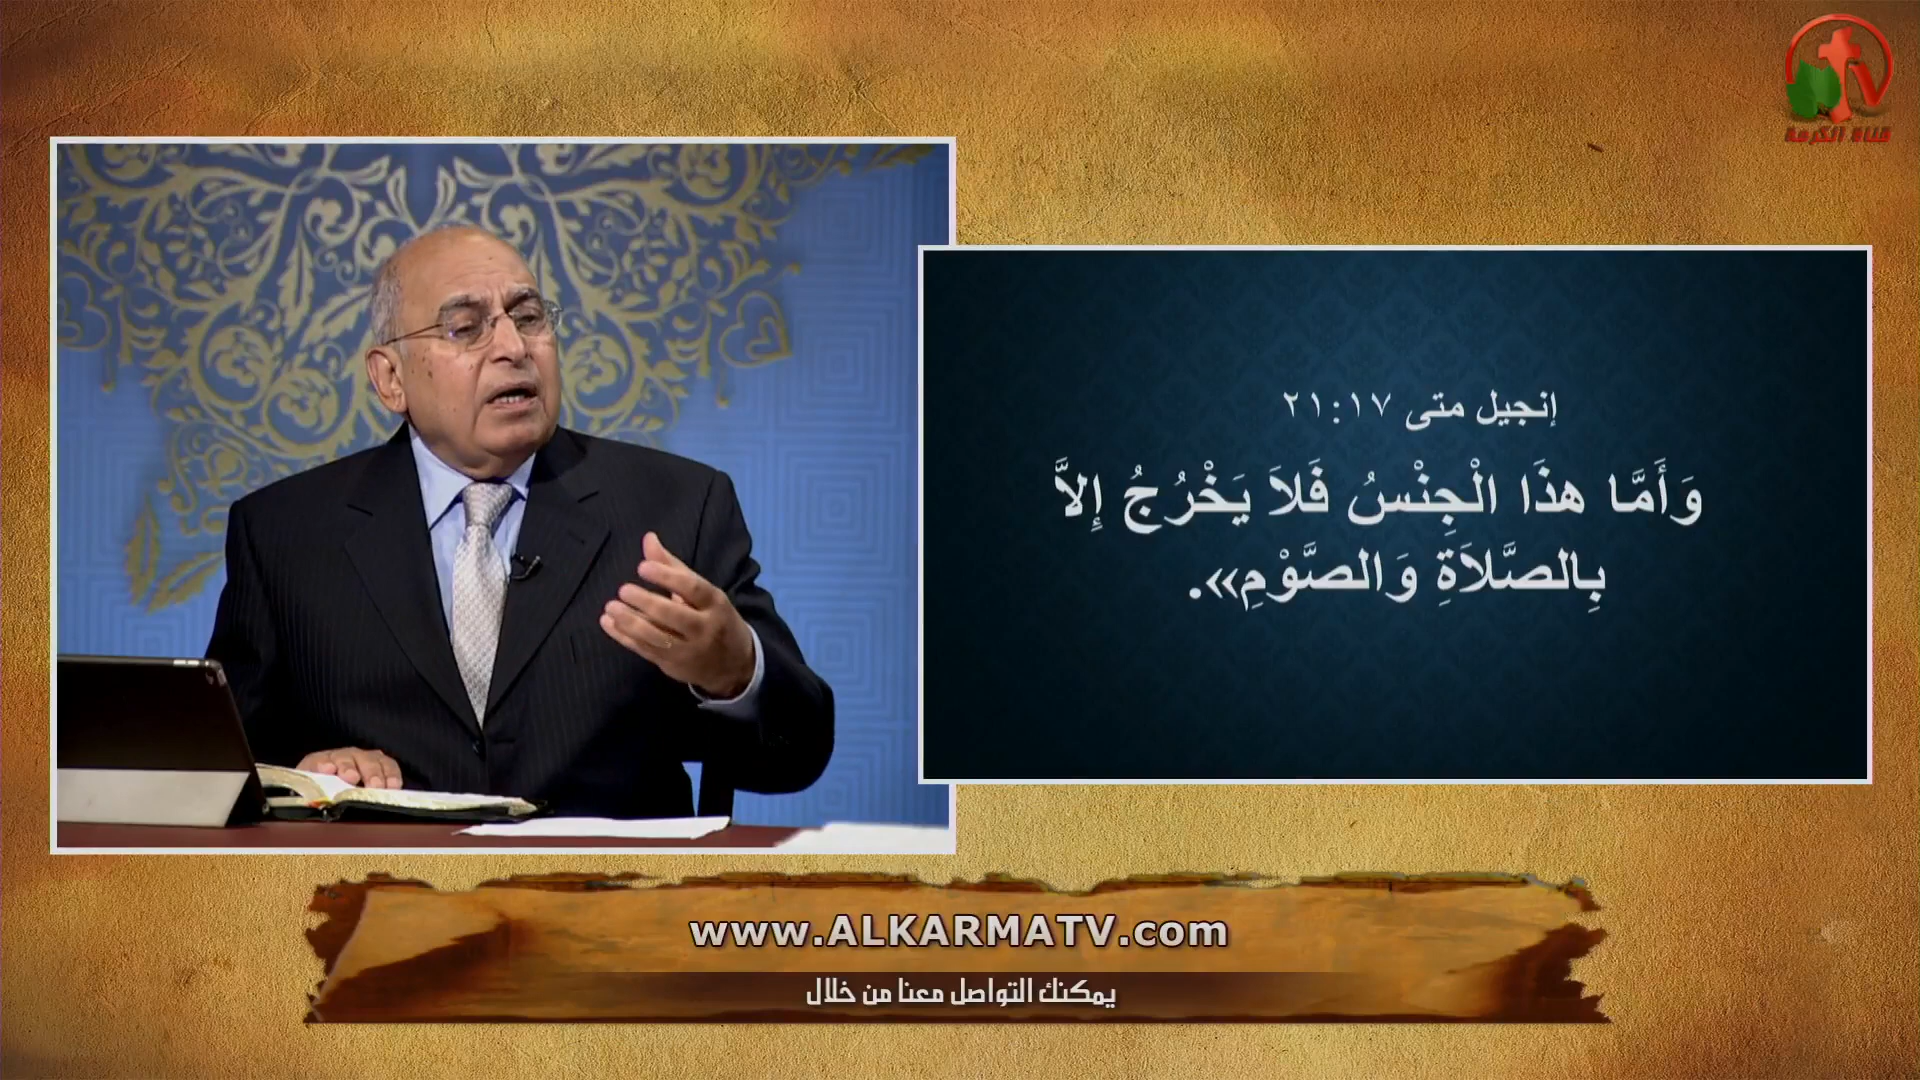 قناة الكرمة
إنجيل متى ٢١:١٧
وَأَمَّا هذَا الْجِنْسُ فَلاَ يَخْرُجُ إِلاَّ
بِالصَّلاَةِ وَالصَّوْمِ».
www.ALKARMATV.com
يمكنك التواصل معنا من خلال